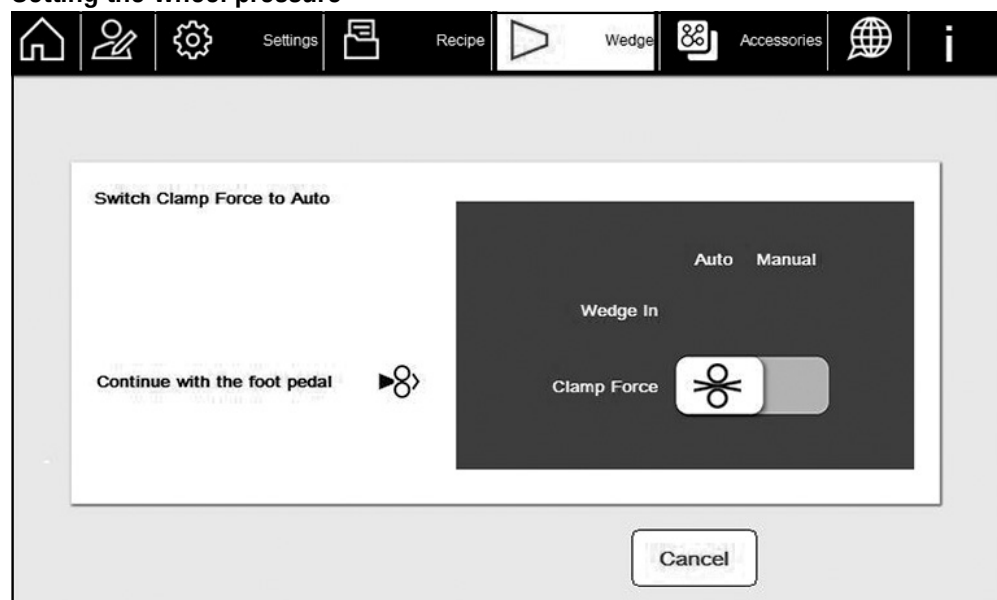 Setting the wheel pressure
Settings Recipe Wedge Accessories i
Switch Clamp Force to Auto
Auto Manual
Wedge In
Continue with the foot pedal
Clamp Force
Cancel